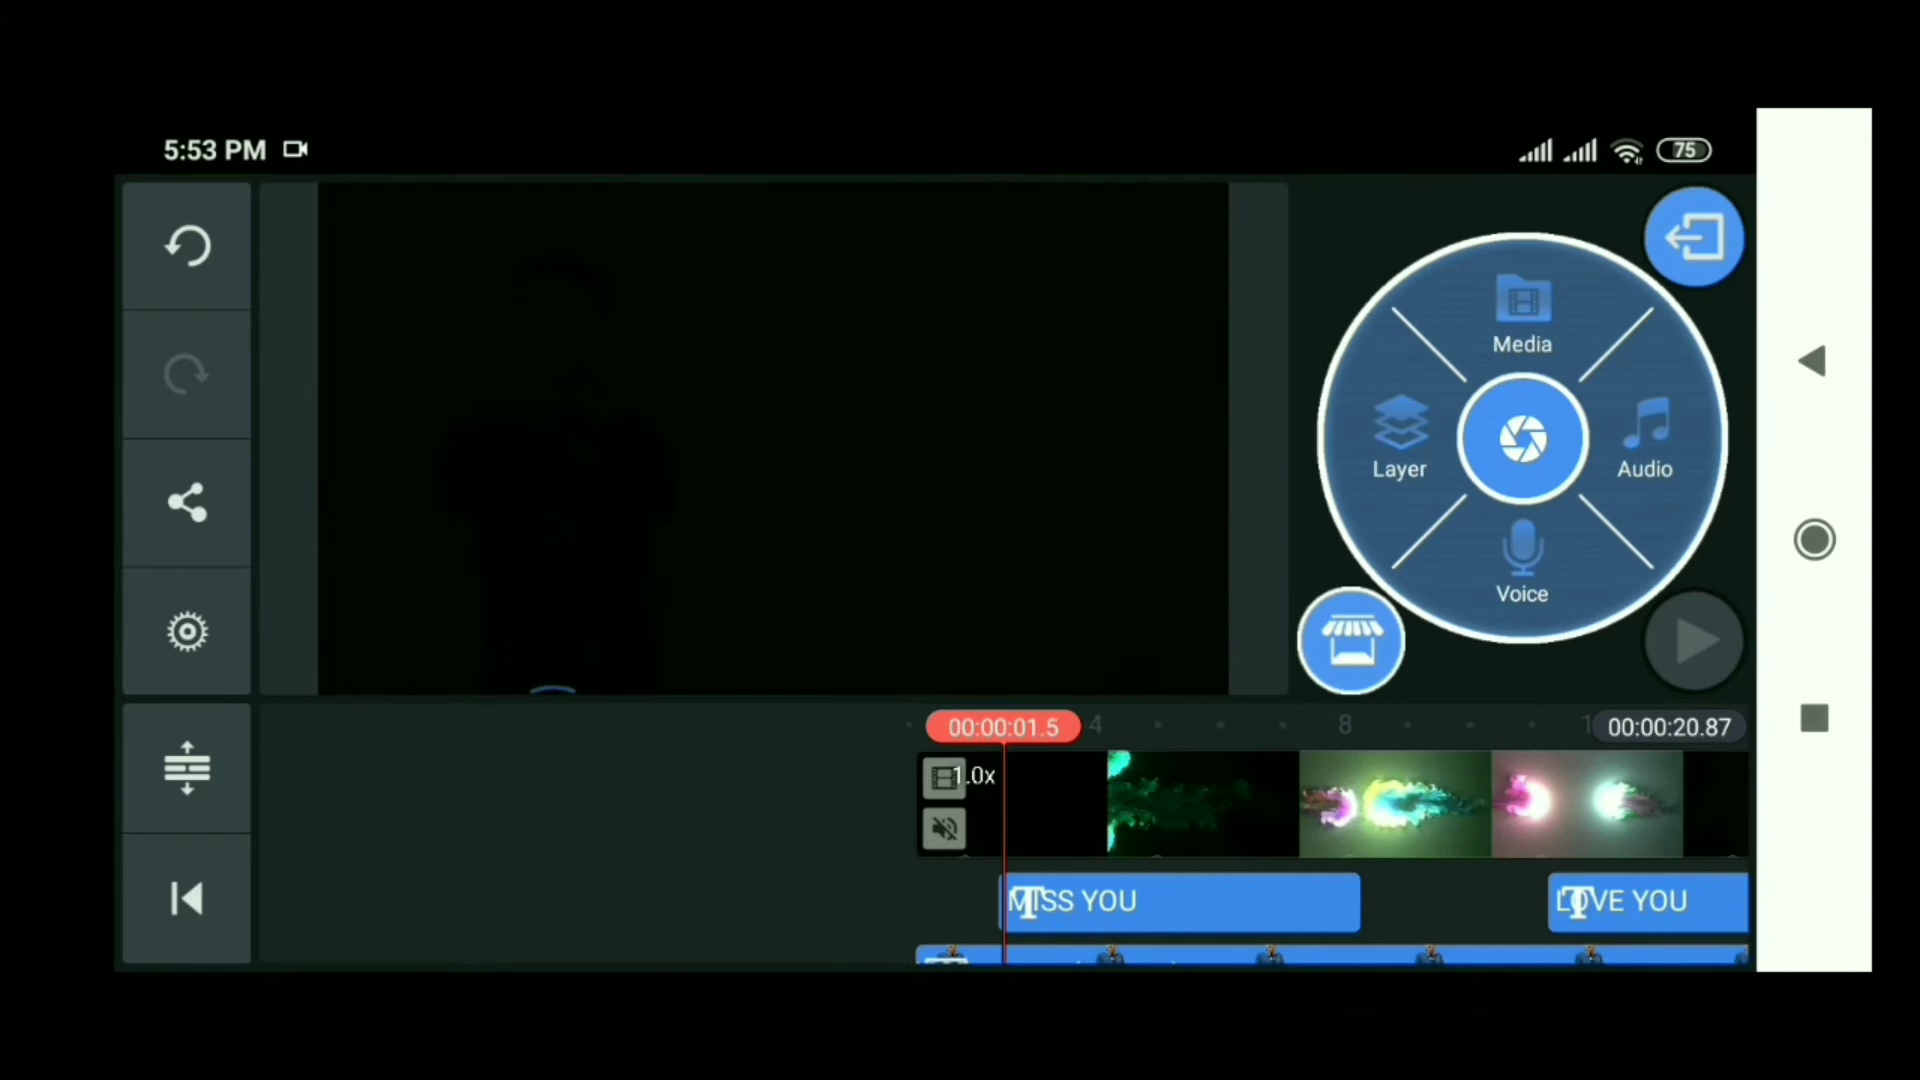 5:53 PM
75
Media
Layer
Audio
Voice
00:00:01.5
4
8
1
00:00:20.87
1.0x
MISS YOU
LOVE YOU